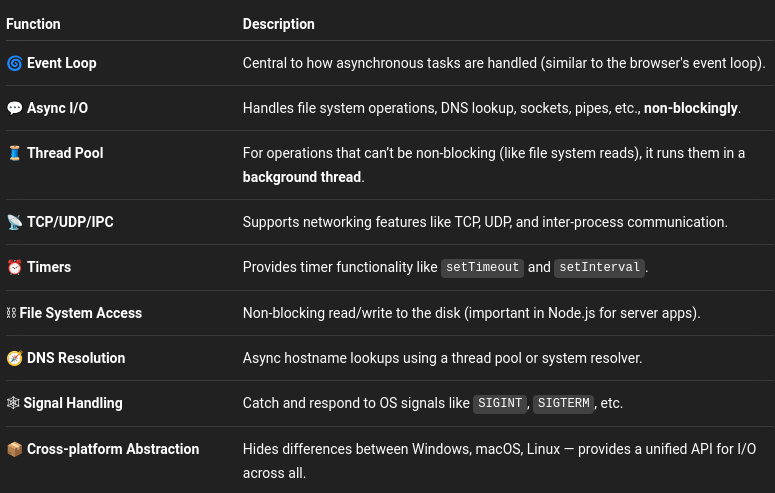 Function Description
🌀 Event Loop Central to how asynchronous tasks are handled (similar to the browser's event loop).
💬 Async I/O Handles file system operations, DNS lookup, sockets, pipes, etc., non-blockingly.
🧵 Thread Pool For operations that can’t be non-blocking (like file system reads), it runs them in a
background thread.
📡 TCP/UDP/IPC Supports networking features like TCP, UDP, and inter-process communication.
⏰ Timers Provides timer functionality like setTimeout and setInterval.
⛓ File System Access Non-blocking read/write to the disk (important in Node.js for server apps).
🧭 DNS Resolution Async hostname lookups using a thread pool or system resolver.
🕸 Signal Handling Catch and respond to OS signals like SIGINT, SIGTERM, etc.
📦 Cross-platform Abstraction Hides differences between Windows, macOS, Linux — provides a unified API for I/O
across all.